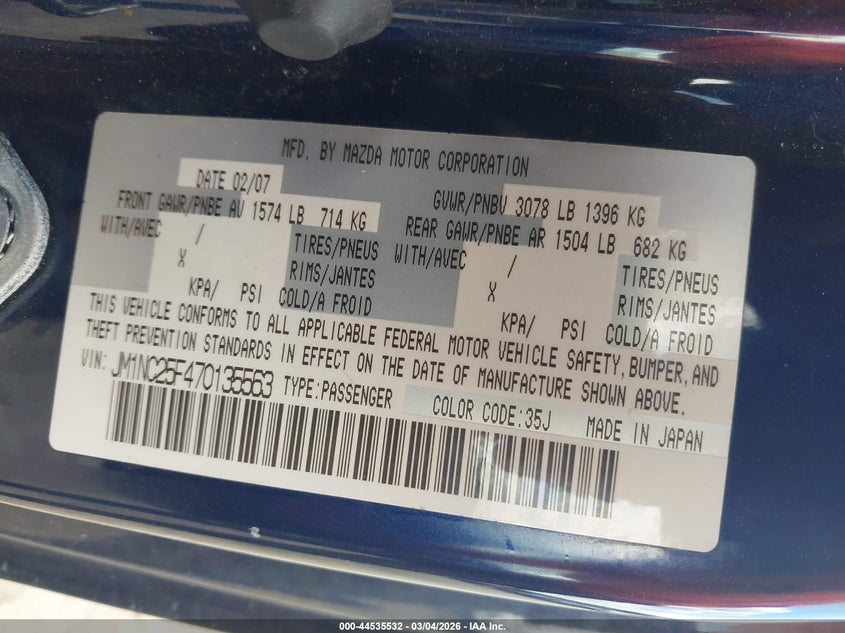 MFD. BY MAZDA MOTOR CORPORATION
DATE 02/07
GVWR/PNBV 3078 LB 1396 KG
FRONT GAWR/PNBE AV 1574 LB 714 KG
REAR GAWR/PNBE AR 1504 LB 682 KG
WITH/AVEC / TIRES/PNEUS
WITH/AVEC / TIRES/PNEUS
X RIMS/JANTES
X RIMS/JANTES
KPA/ PSI COLD/A FROID
KPA/ PSI COLD/A FROID
THIS VEHICLE CONFORMS TO ALL APPLICABLE FEDERAL MOTOR VEHICLE SAFETY, BUMPER, AND
THEFT PREVENTION STANDARDS IN EFFECT ON THE DATE OF MANUFACTURE SHOWN ABOVE.
VIN: JM1NC25F470135563 TYPE:PASSENGER
COLOR CODE:35J MADE IN JAPAN
000-44535532 - 03/04/2026 - IAA Inc.